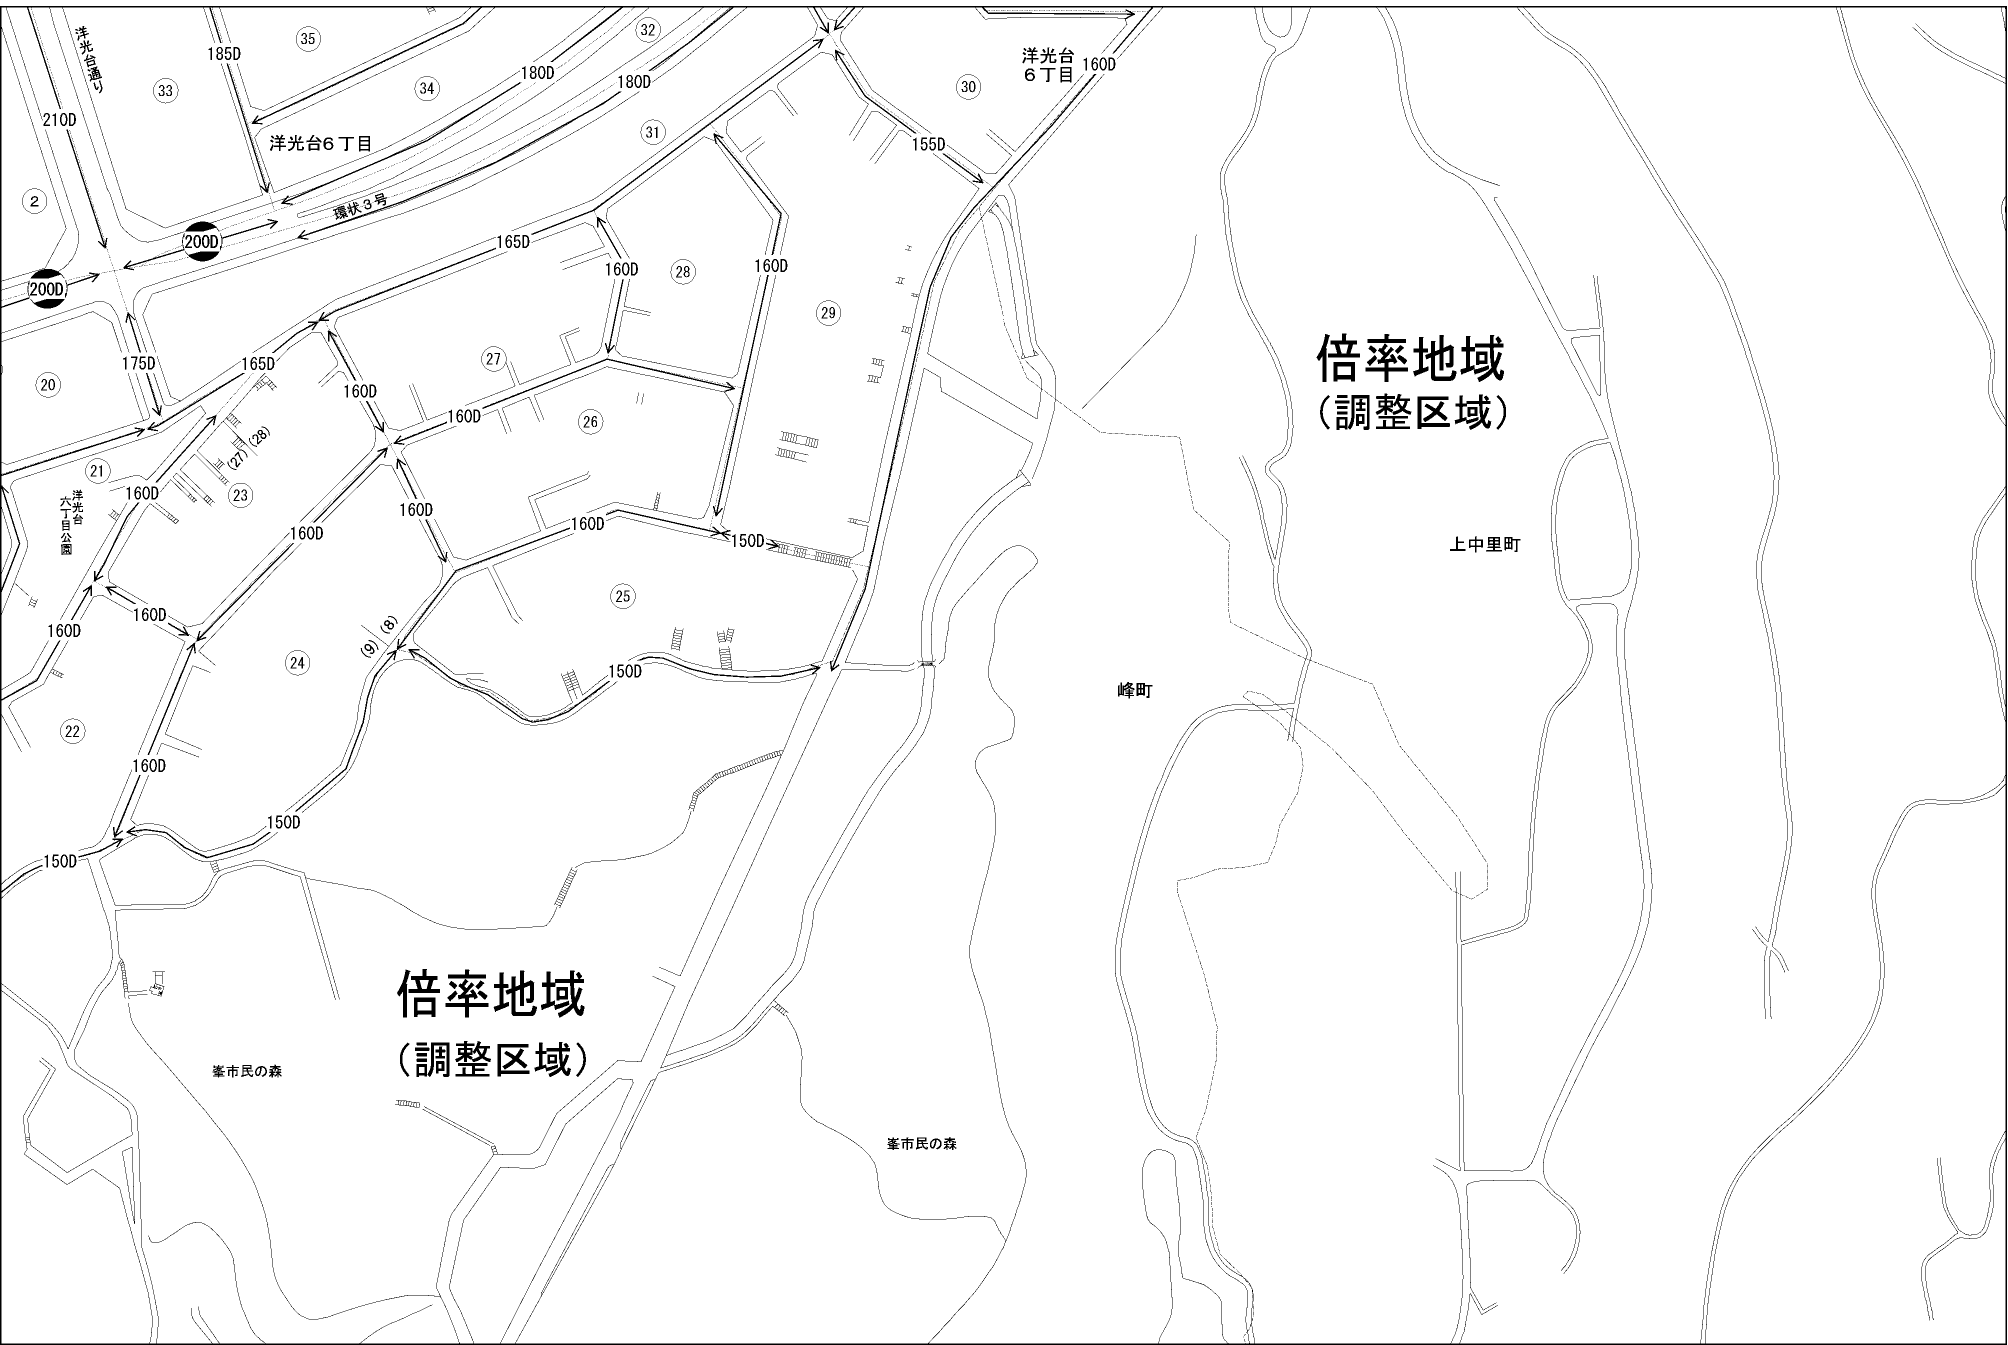 35
32
185D
洋光台通り
33
180D
34
180D
30
洋光台
６丁目
160D
210D
31
洋光台６丁目
155D
2
環状３号
200D
165D
200D
160D
28
160D
29
20
175D
165D
27
160D
160D
26
21
(28)
(27)
23
160D
洋光台
六丁目公園
160D
160D
160D
150D
倍率地域
（調整区域）
上中里町
25
160D
160D
(8)
(9)
24
150D
峰町
22
160D
150D
150D
倍率地域
（調整区域）
峯市民の森
峯市民の森